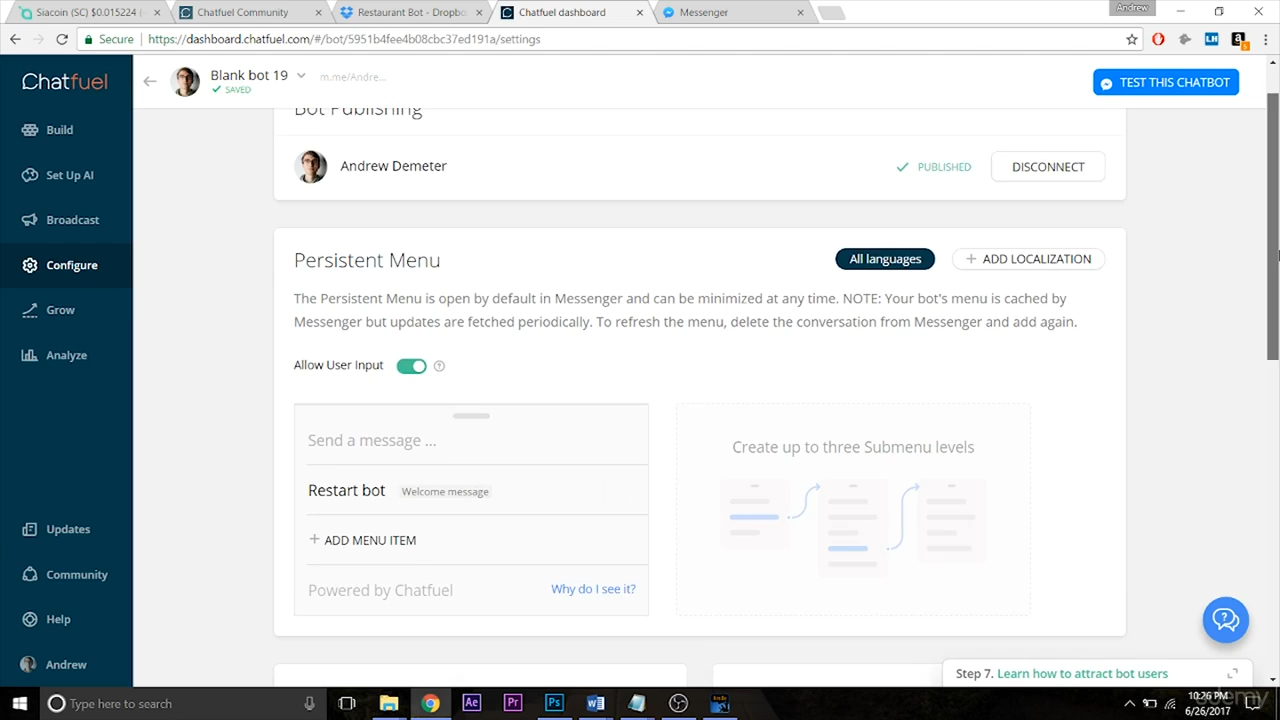 Siacoin (SC) $0.015224
Chatfuel Community
Restaurant Bot - Dropbo
Chatfuel dashboard
Messenger
Andrew
Secure
https://dashboard.chatfuel.com/#/bot/5951b4fee4b08cbc37ed191a/settings
LH
Chatfuel
Blank bot 19
m.me/Andre...
SAVED
TEST THIS CHATBOT
Build
Set Up AI
Broadcast
Configure
Grow
Analyze
Updates
Community
Help
Andrew
Bot Publishing
Andrew Demeter
PUBLISHED
DISCONNECT
Persistent Menu
All languages
+ ADD LOCALIZATION
The Persistent Menu is open by default in Messenger and can be minimized at any time. NOTE: Your bot's menu is cached by
Messenger but updates are fetched periodically. To refresh the menu, delete the conversation from Messenger and add again.
Allow User Input
Send a message ...
Restart bot
Welcome message
+ ADD MENU ITEM
Powered by Chatfuel
Why do I see it?
Create up to three Submenu levels
Step 7. Learn how to attract bot users
Type here to search
Ae
Pr
Ps
10:26 PM
6/26/2017
udemy